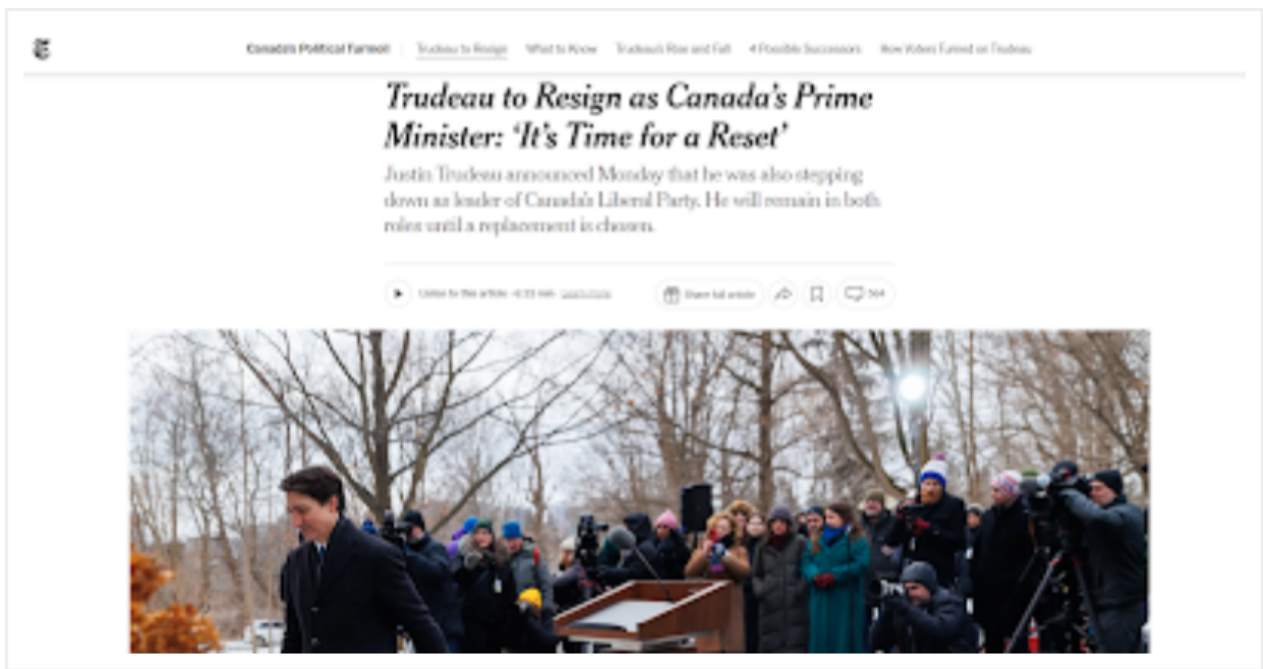 Canada's Political Turmoil | Trudeau to Resign What to Know Trudeau's Rise and Fall 4 Possible Successors How Voters Turned on Trudeau
Trudeau to Resign as Canada's Prime
Minister: ‘It's Time for a Reset’
Justin Trudeau announced Monday that he was also stepping
down as leader of Canada's Liberal Party. He will remain in both
roles until a replacement is chosen.
Listen to this article · min Learn more Share full article